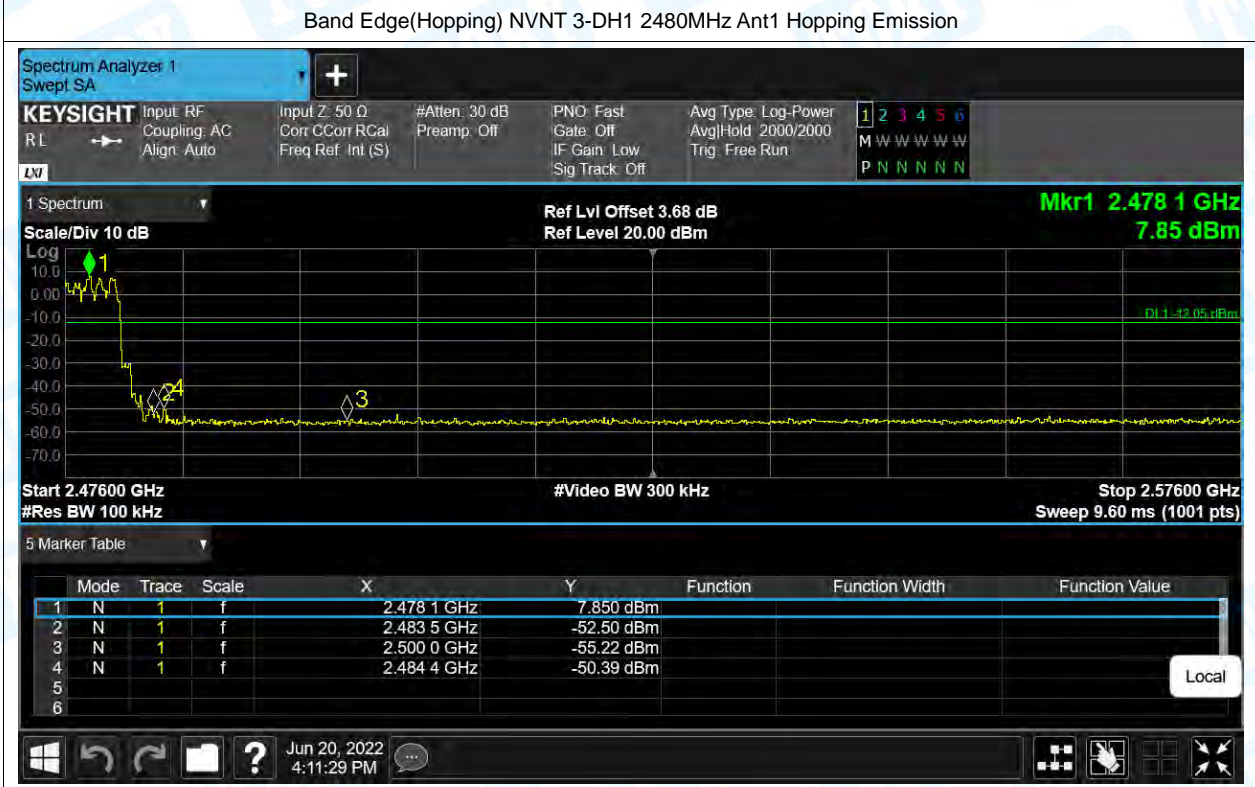 Band Edge(Hopping) NVNT 3-DH1 2480MHz Ant1 Hopping Emission
Spectrum Analyzer 1
Swept SA
+
KEYSIGHT Input: RF Input Z: 50 Ω #Atten: 30 dB PNO: Fast Avg Type: Log-Power 1 2 3 4 5 6
RL Coupling: AC Corr CCorr RCal Preamp: Off Gate: Off Avg|Hold: 2000/2000 M W W W W W
Align: Auto Freq Ref: Int (S) IF Gain: Low Trig: Free Run P N N N N N
LXI Sig Track: Off
1 Spectrum Ref Lvl Offset 3.68 dB Mkr1 2.478 1 GHz
Scale/Div 10 dB Ref Level 20.00 dBm 7.85 dBm
Log
1
10.0
0.00
-10.0 DL1 -12.05 dBm
-20.0
-30.0
-40.0
2 4 3
-50.0
-60.0
-70.0
Start 2.47600 GHz #Video BW 300 kHz Stop 2.57600 GHz
#Res BW 100 kHz Sweep 9.60 ms (1001 pts)
5 Marker Table
Mode Trace Scale X Y Function Function Width Function Value
1 N 1 f 2.478 1 GHz 7.850 dBm
2 N 1 f 2.483 5 GHz -52.50 dBm
3 N 1 f 2.500 0 GHz -55.22 dBm
4 N 1 f 2.484 4 GHz -50.39 dBm
5
6
Local
? Jun 20, 2022
4:11:29 PM